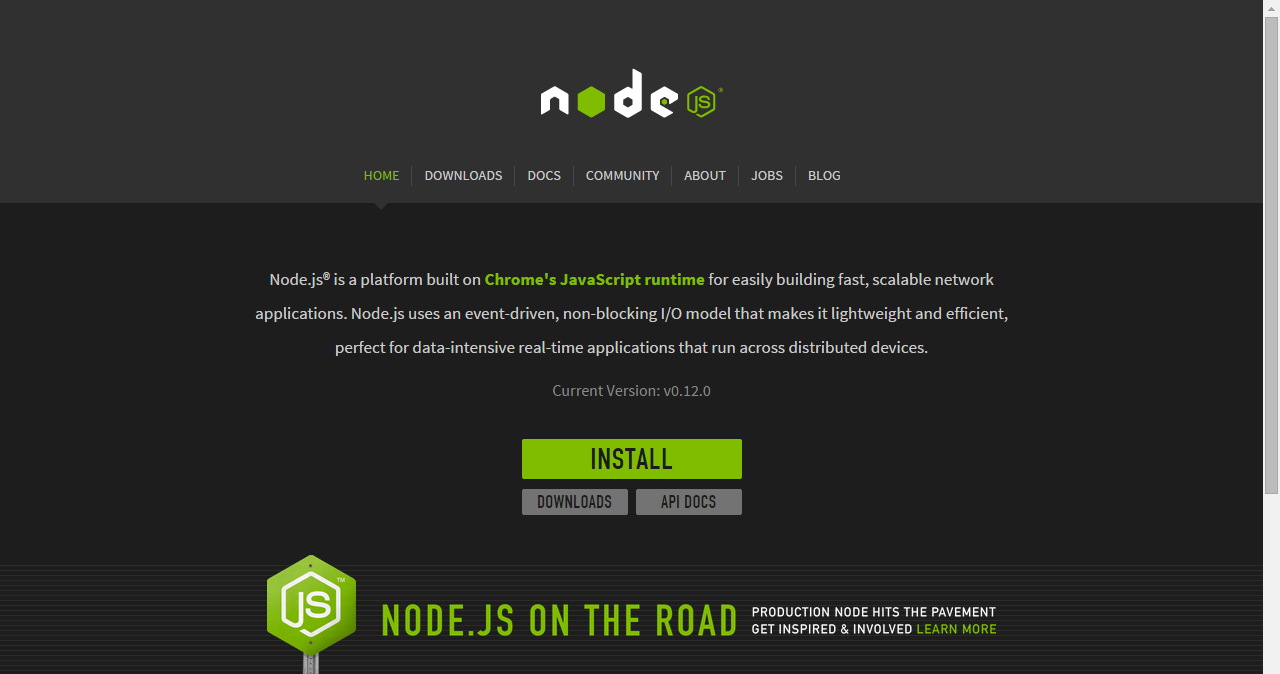 node JS ®
HOME DOWNLOADS DOCS COMMUNITY ABOUT JOBS BLOG
Node.js® is a platform built on Chrome's JavaScript runtime for easily building fast, scalable network
applications. Node.js uses an event-driven, non-blocking I/O model that makes it lightweight and efficient,
perfect for data-intensive real-time applications that run across distributed devices.
Current Version: v0.12.0
INSTALL
DOWNLOADS API DOCS
JS ™
NODE.JS ON THE ROAD
PRODUCTION NODE HITS THE PAVEMENT
GET INSPIRED & INVOLVED LEARN MORE